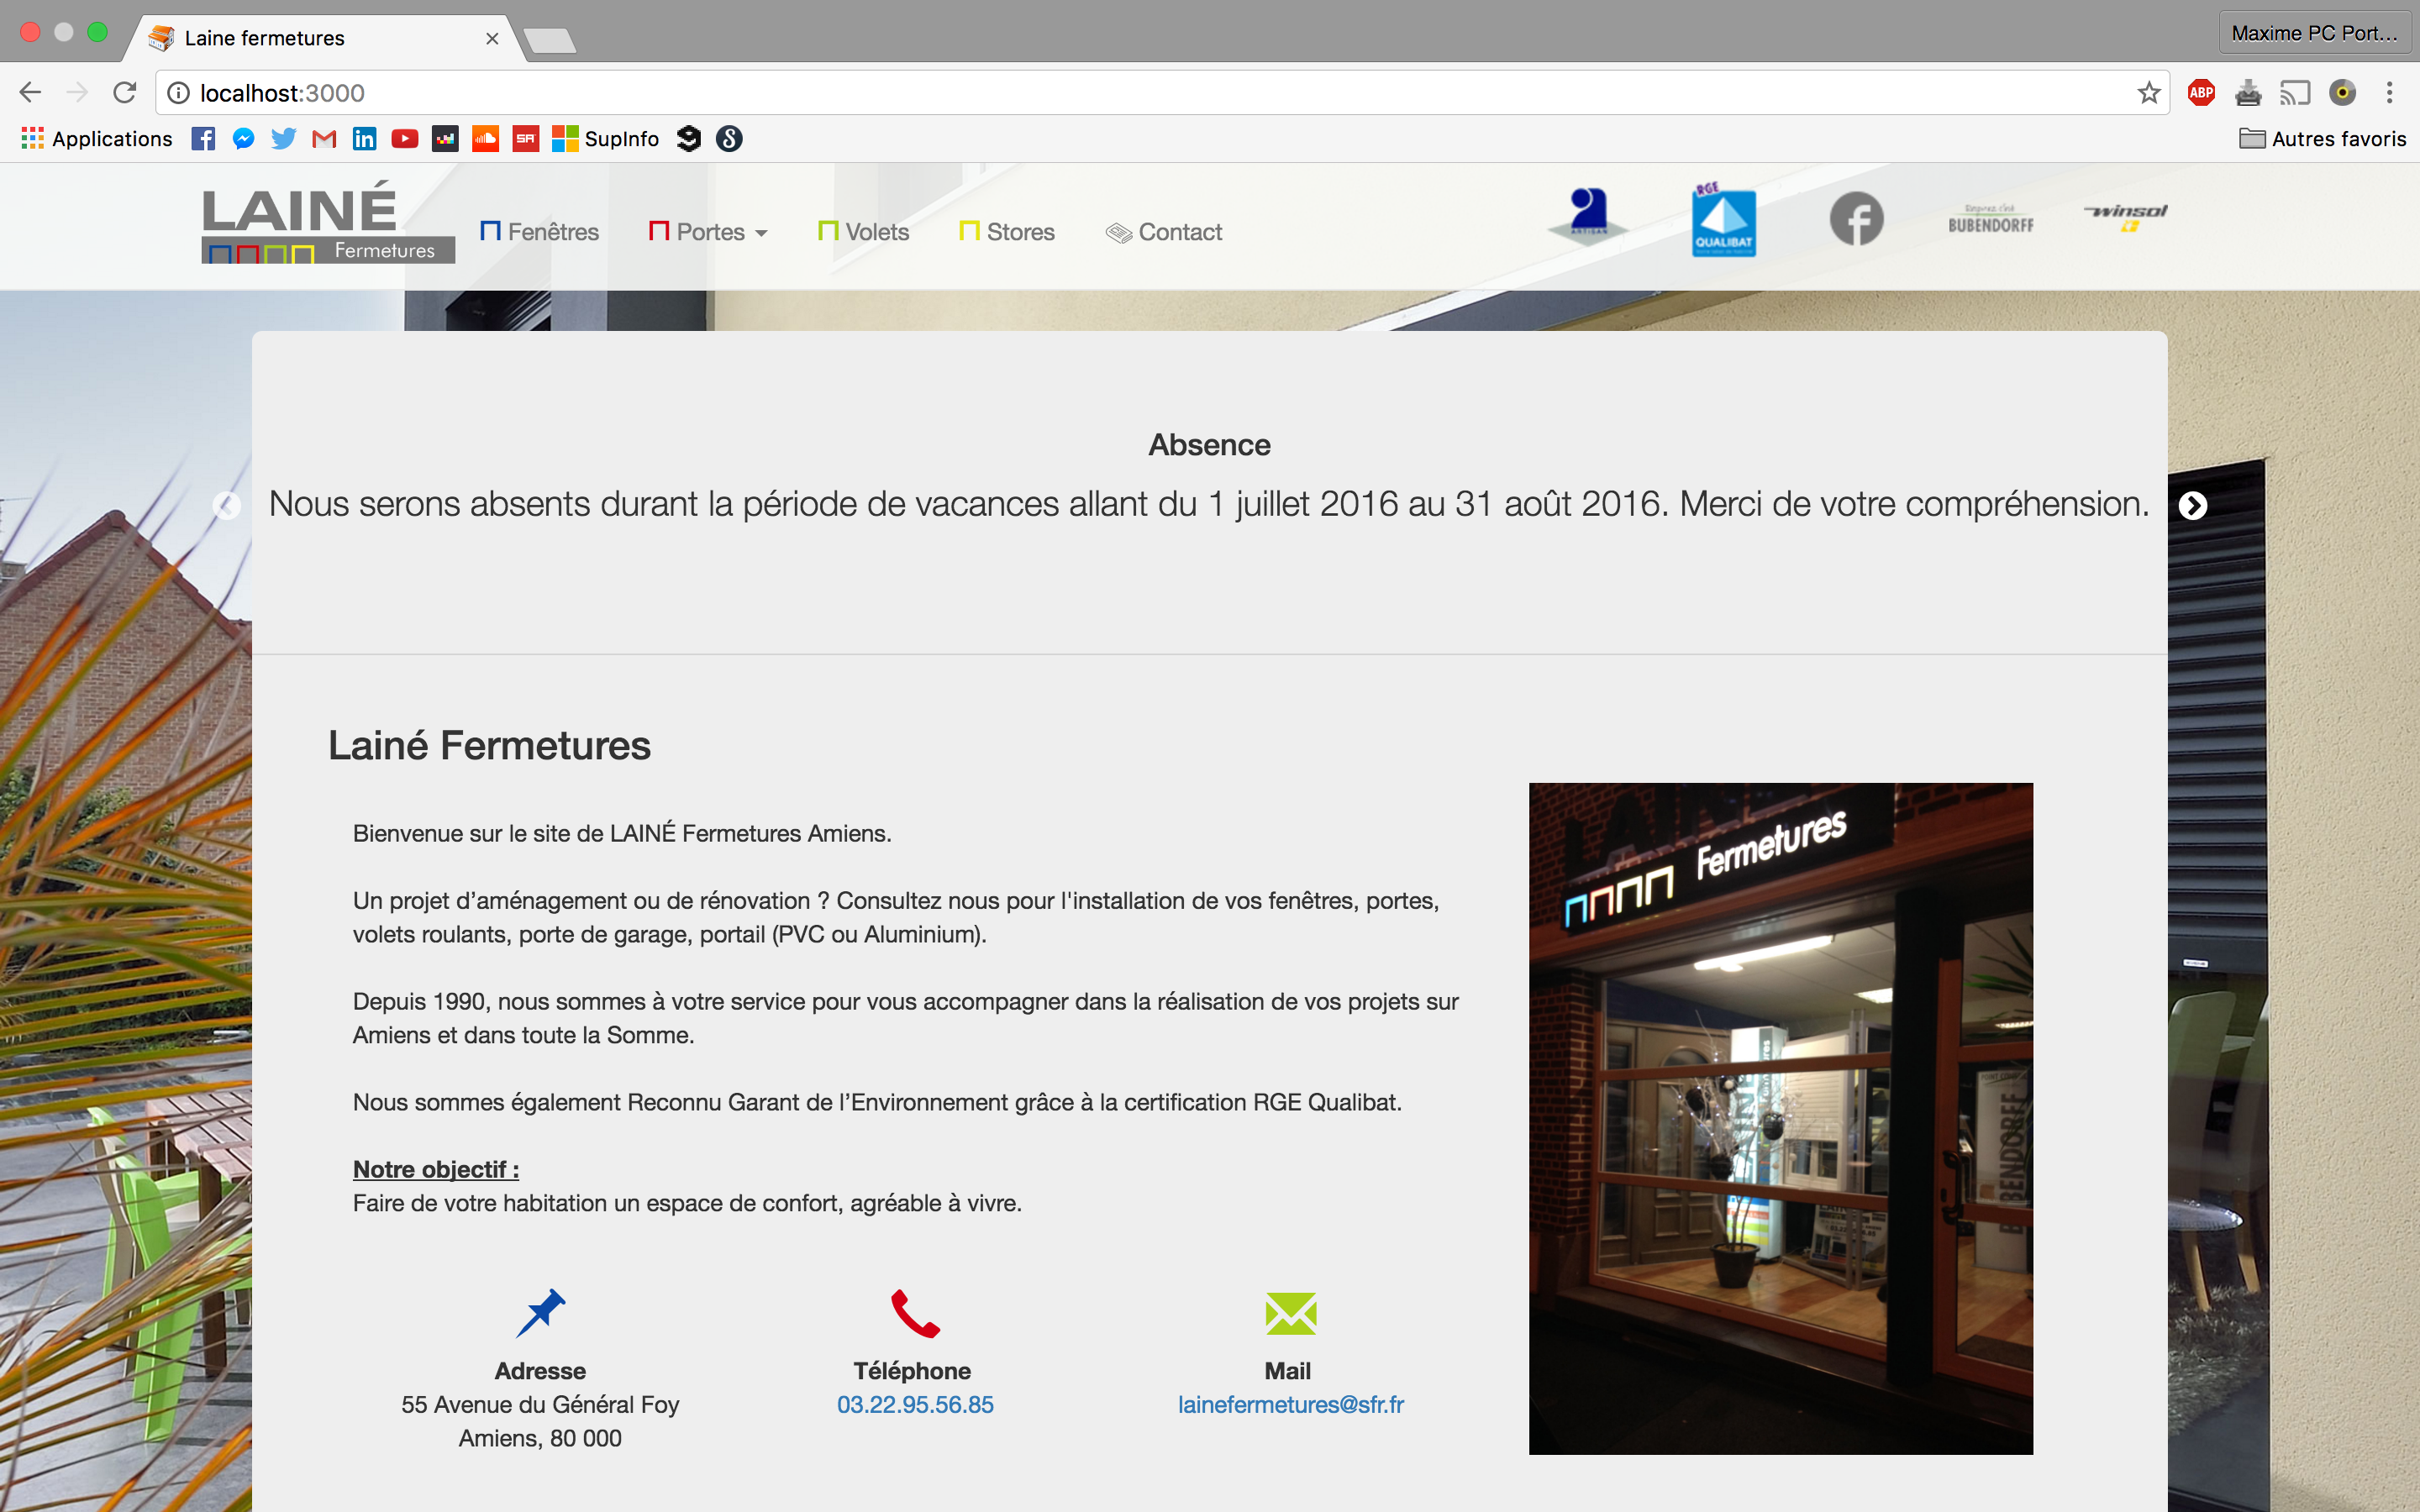 Laine fermetures
Maxime PC Port...
localhost:3000
ABP
Applications
SupInfo
Autres favoris
LAINÉ
Fermetures
Fenêtres
Portes
Volets
Stores
Contact
ARTISAN
RGE
QUALIBAT
BUBENDORFF
winsol
Absence
Nous serons absents durant la période de vacances allant du 1 juillet 2016 au 31 août 2016. Merci de votre compréhension.
Lainé Fermetures
Bienvenue sur le site de LAINÉ Fermetures Amiens.
Un projet d’aménagement ou de rénovation ? Consultez nous pour l'installation de vos fenêtres, portes,
volets roulants, porte de garage, portail (PVC ou Aluminium).
Depuis 1990, nous sommes à votre service pour vous accompagner dans la réalisation de vos projets sur
Amiens et dans toute la Somme.
Nous sommes également Reconnu Garant de l’Environnement grâce à la certification RGE Qualibat.
Notre objectif :
Faire de votre habitation un espace de confort, agréable à vivre.
Adresse
55 Avenue du Général Foy
Amiens, 80 000
Téléphone
03.22.95.56.85
Mail
lainefermetures@sfr.fr
LAINÉ
Fermetures
BUBENDORFF